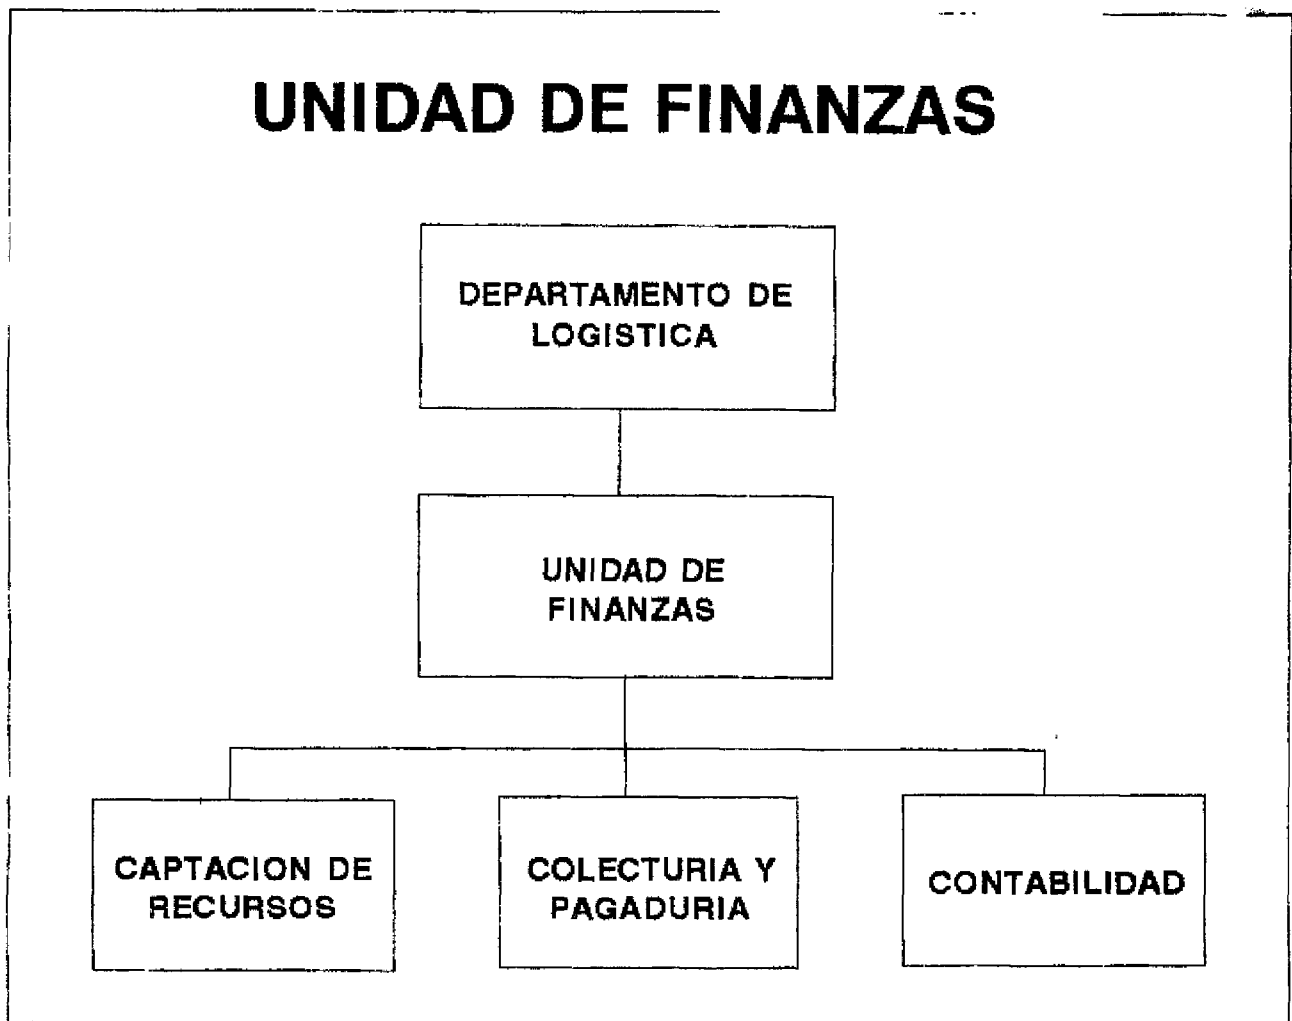 UNIDAD DE FINANZAS
DEPARTAMENTO DE
LOGISTICA
UNIDAD DE
FINANZAS
CAPTACION DE
RECURSOS
COLECTURIA Y
PAGADURIA
CONTABILIDAD